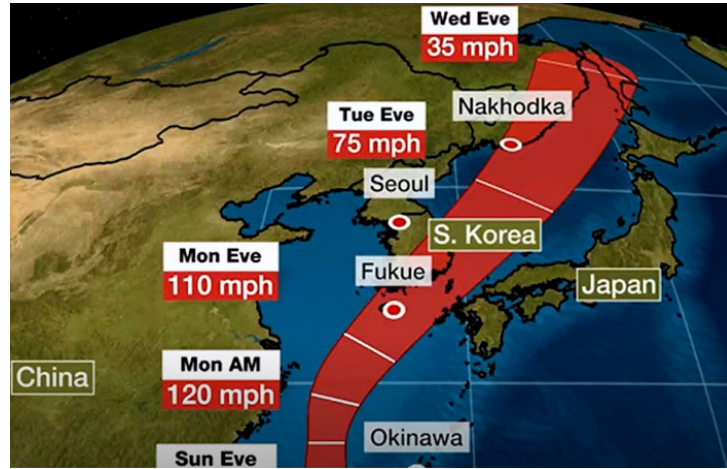 Wed Eve
35 mph
Nakhodka
Tue Eve
75 mph
Seoul
S. Korea
Mon Eve
110 mph
Fukue
Japan
Mon AM
120 mph
China
Okinawa
Sun Eve